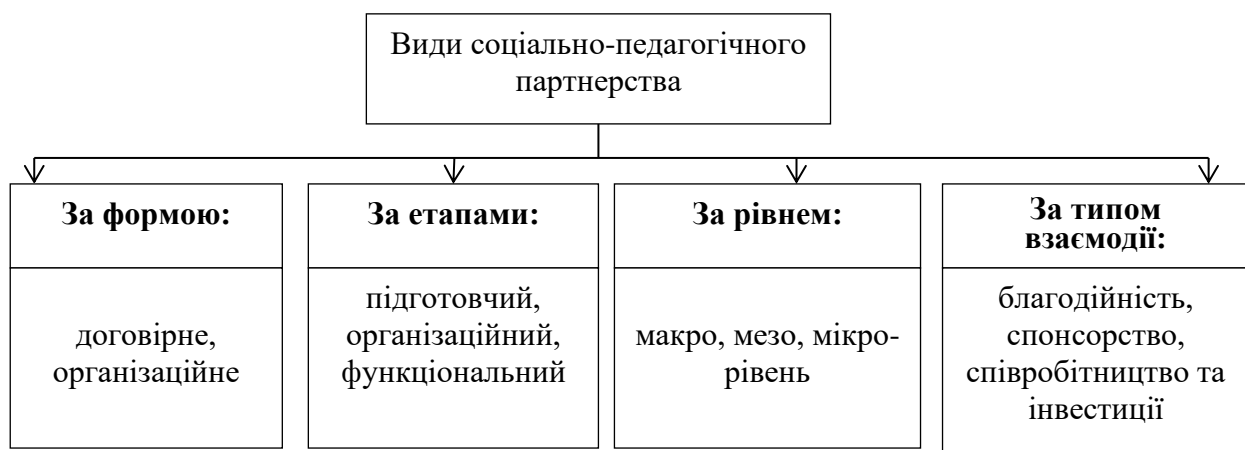 Види соціально-педагогічного
партнерства
За формою:
договірне,
організаційне
За етапами:
підготовчий,
організаційний,
функціональний
За рівнем:
макро, мезо, мікро-
рівень
За типом
взаємодії:
благодійність,
спонсорство,
співробітництво та
інвестиції